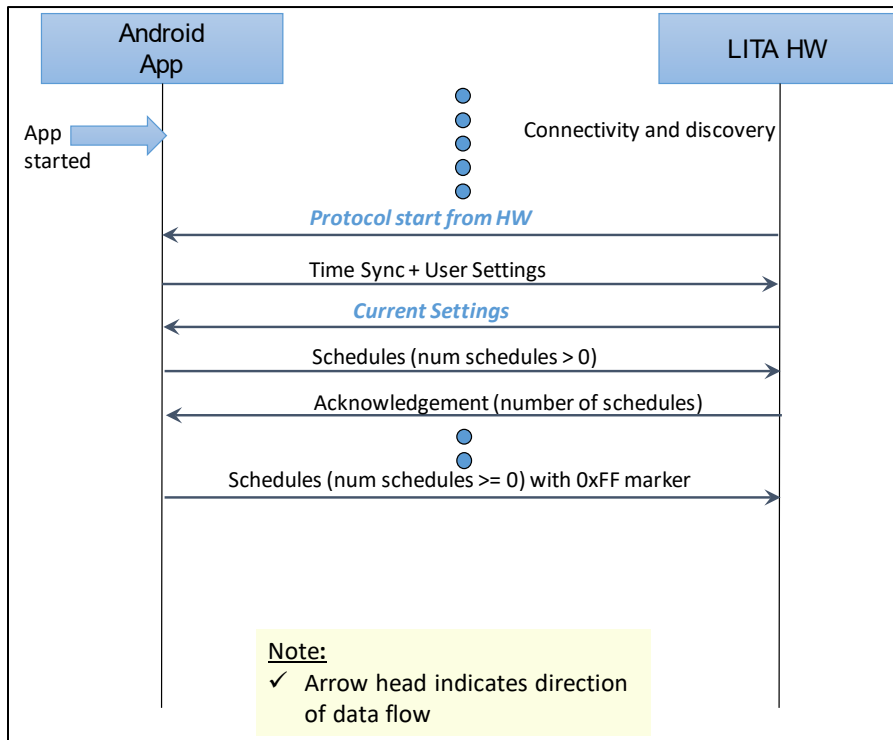 Android
App
LITA HW
App
started
Connectivity and discovery
Protocol start from HW
Time Sync + User Settings
Current Settings
Schedules (num schedules > 0)
Acknowledgement (number of schedules)
Schedules (num schedules >= 0) with 0xFF marker
Note:
✓ Arrow head indicates direction
of data flow